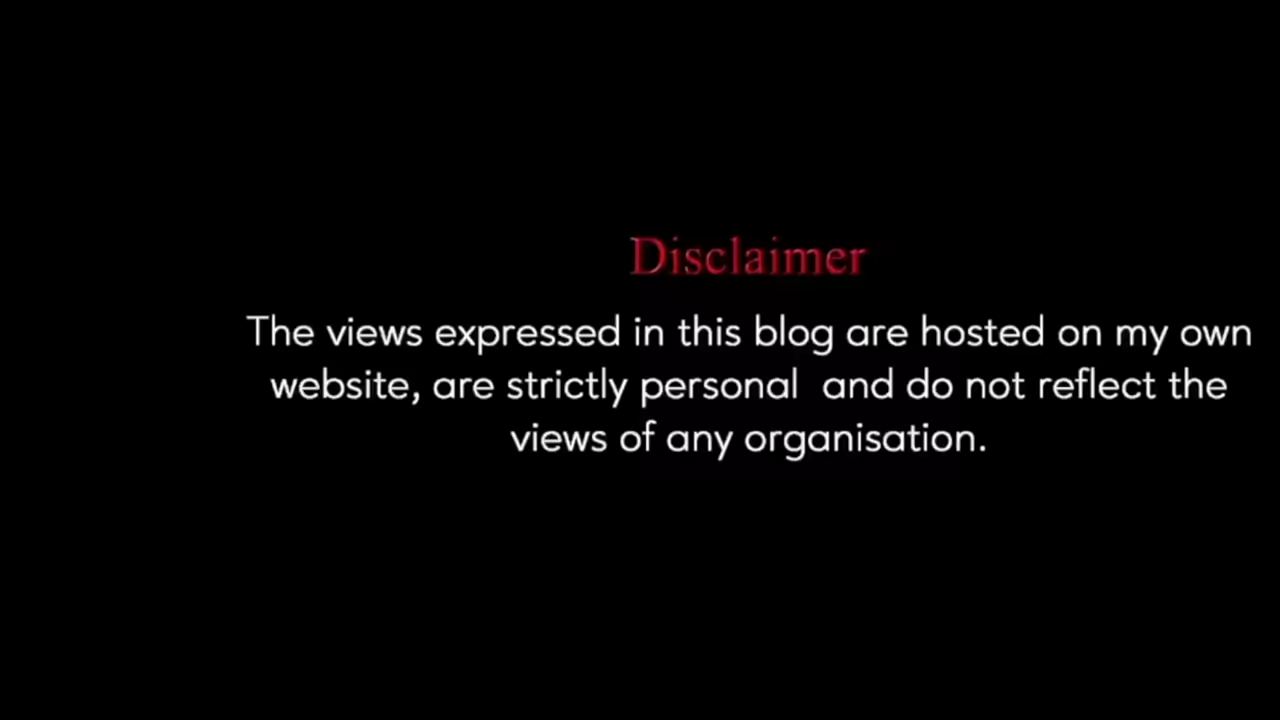 Disclaimer
The views expressed in this blog are hosted on my own
website, are strictly personal  and do not reflect the
views of any organisation.